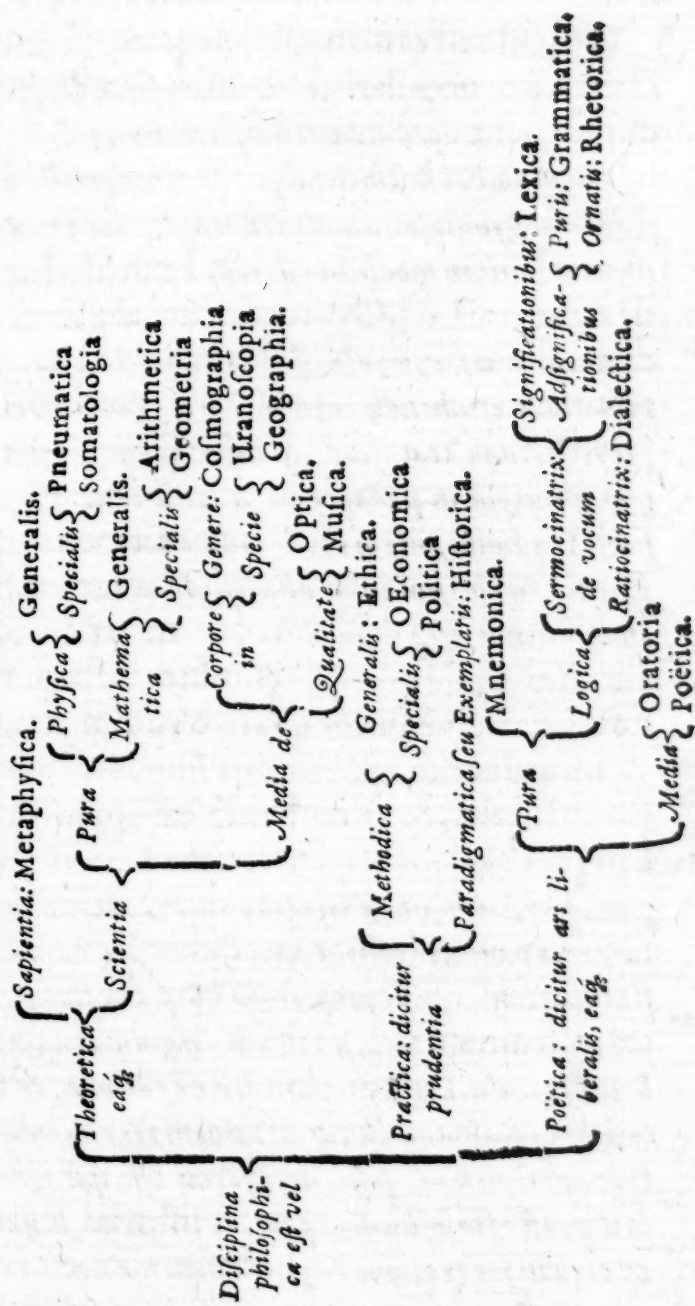 Disciplina
philosophi-
ca est vel
Theoretica
eáq;
Sapientia: Metaphysica.
Scientia
Pura
Physica
Generalis.
Specialis
Pneumatica
Somatologia
Mathema-
tica
Generalis.
Specialis
Arithmetica
Geometria
Media de
Corpore
in
Genere: Cosmographia
Specie
Uranoscopia
Geographia.
Qualitate
Optica.
Musica.
Practica: dicitur
prudentia
Methodica
Generalis: Ethica.
Specialis
OEconomica
Politica
Paradigmatica seu Exemplaris: Historica.
Poëtica dicitur ars li-
beralis, eáq;
Pura
Mnemonica.
Logica
Sermocinatrix
de vocum
Significationibus: Lexica.
Adsignifica-
tionibus
Puris: Grammatica.
Ornatis: Rhetorica.
Ratiocinatrix: Dialectica.
Media
Oratoria
Poëtica.